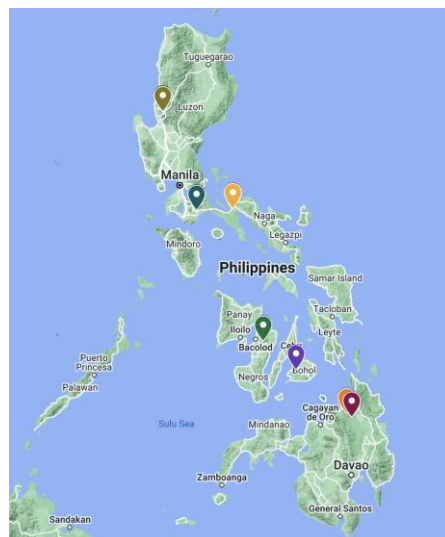 Tuguegarao
Luzon
Manila
Naga
Legazpi
Mindoro
Philippines
Samar Island
Panay
Tacloban
Iloilo
Cebu
Leyte
Bacolod
Bohol
Puerto
Princesa
Negros
Palawan
Cagayan
de Oro
Sulu Sea
Mindanao
Davao
Zamboanga
General Santos
Sandakan